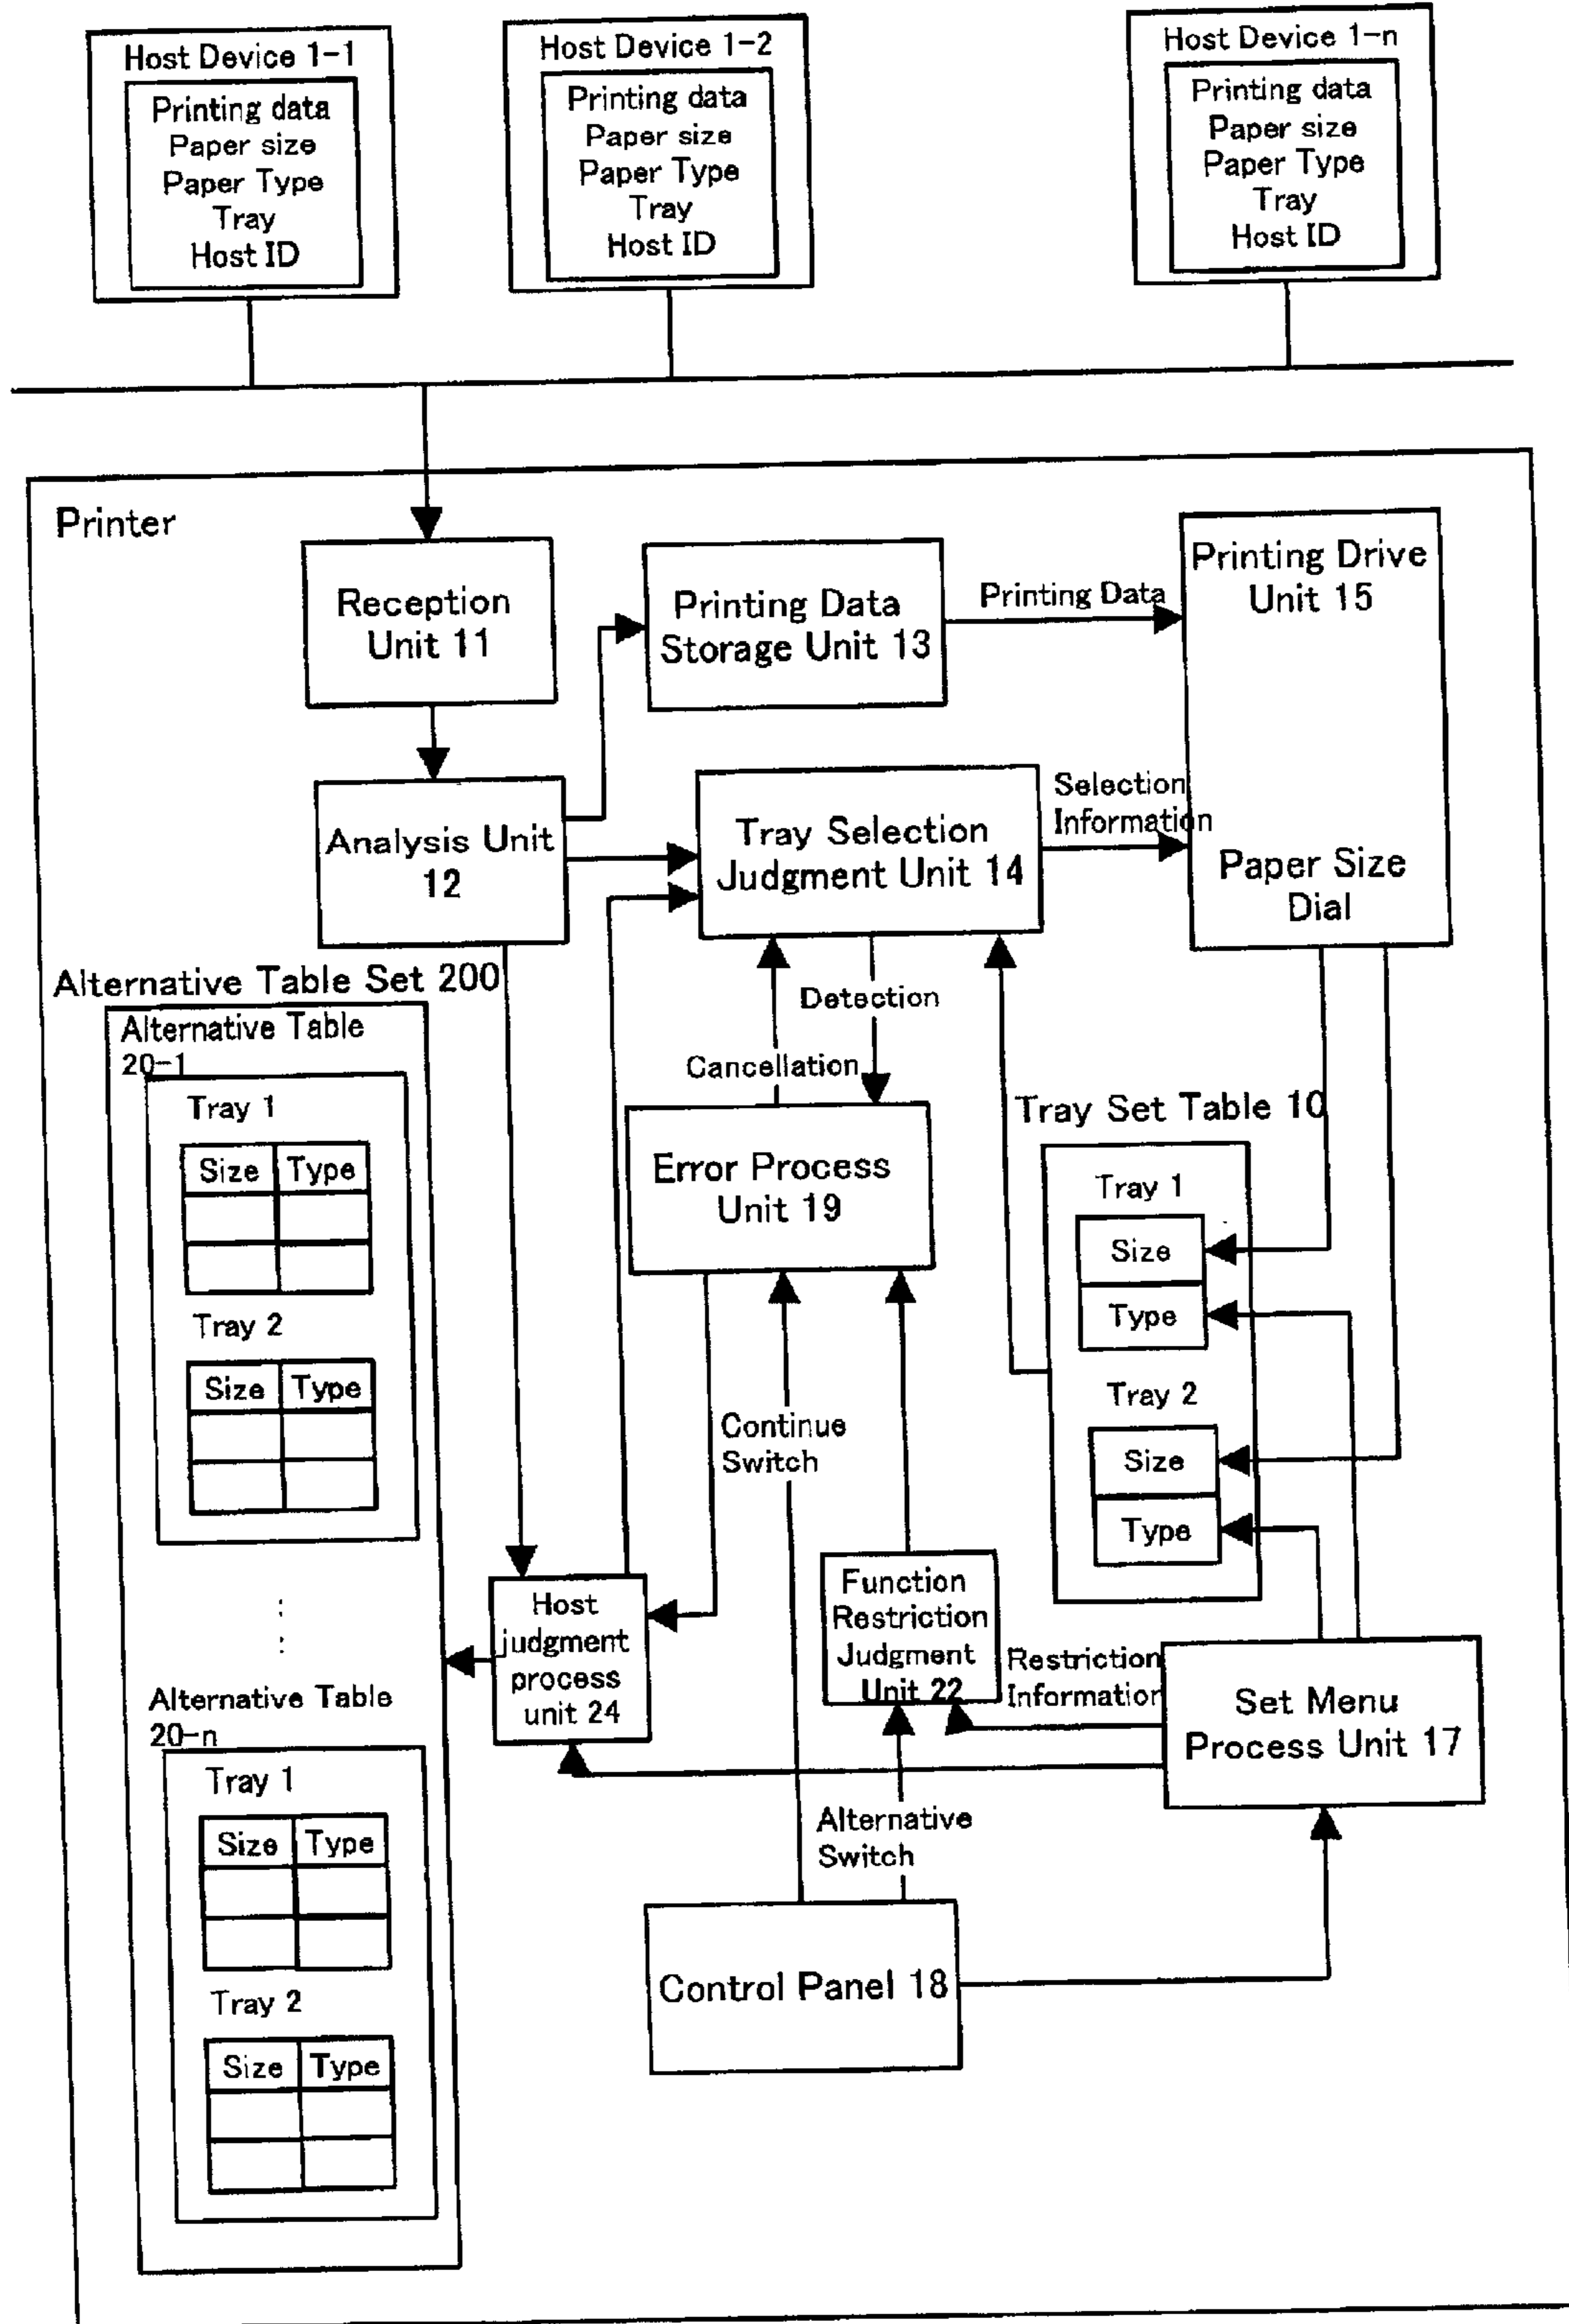 Host Device 1-1
Printing data
Paper size
Paper Type
Tray
Host ID
Host Device 1-2
Printing data
Paper size
Paper Type
Tray
Host ID
Host Device 1-n
Printing data
Paper size
Paper Type
Tray
Host ID
Printer
Reception
Unit 11
Printing Data
Storage Unit 13
Printing Data
Printing Drive
Unit 15
Paper Size
Dial
Analysis Unit
12
Tray Selection
Judgment Unit 14
Selection
Information
Alternative Table Set 200
Alternative Table
20-1
Tray 1
Size Type
Tray 2
Size Type
Alternative Table
20-n
Tray 1
Size Type
Tray 2
Size Type
Detection
Cancellation
Error Process
Unit 19
Tray Set Table 10
Tray 1
Size
Type
Tray 2
Size
Type
Continue
Switch
Host
judgment
process
unit 24
Function
Restriction
Judgment
Unit 22
Restriction
Information
Set Menu
Process Unit 17
Alternative
Switch
Control Panel 18